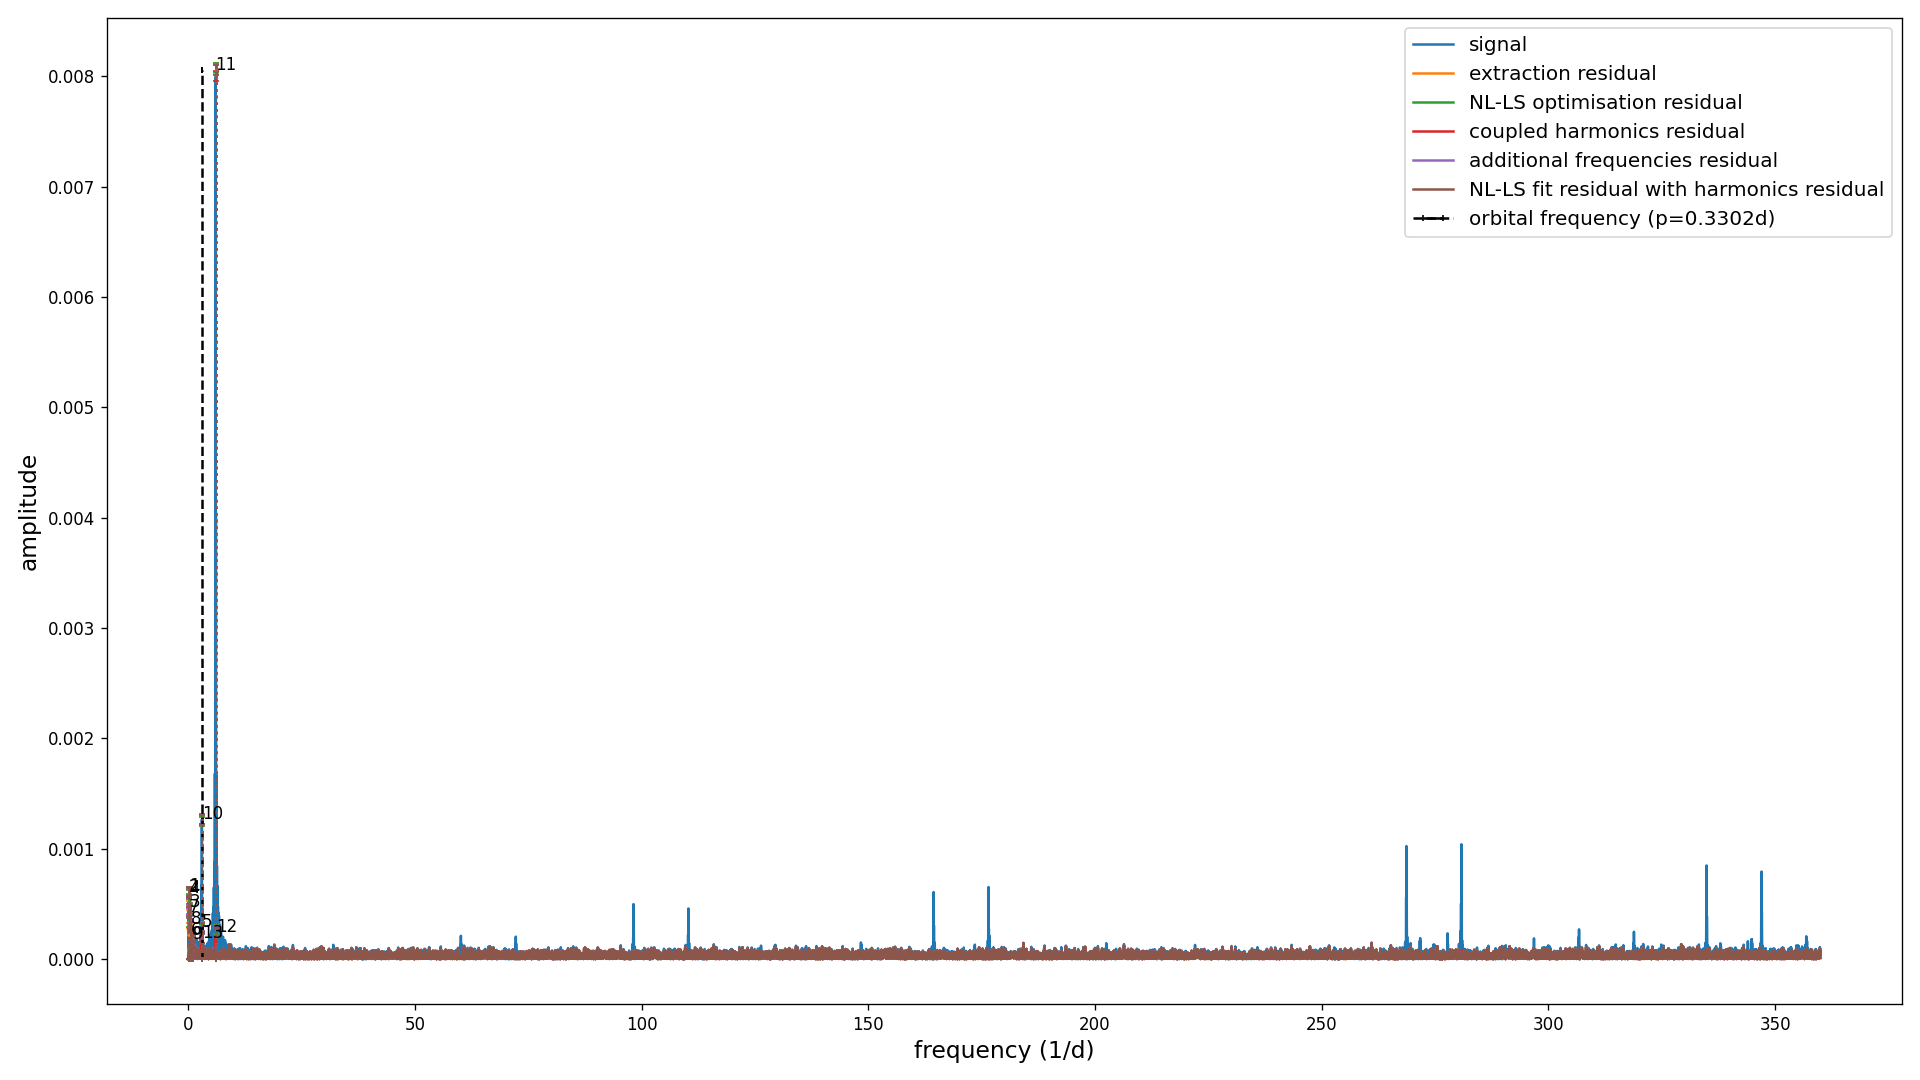 signal
extraction residual
NL-LS optimisation residual
coupled harmonics residual
additional frequencies residual
NL-LS fit residual with harmonics residual
orbital frequency (p=0.3302d)
amplitude
0.008
0.007
0.006
0.005
0.004
0.003
0.002
0.001
0.000
11
10
12
13
0
50
100
150
200
250
300
350
frequency (1/d)